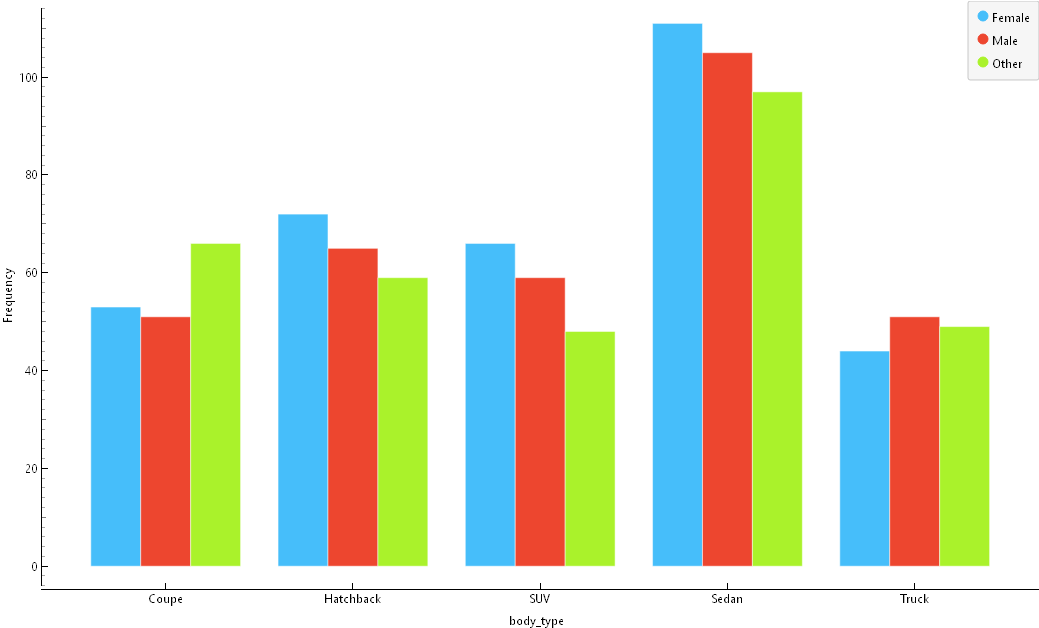 Female
Male
Other
100
80
60
40
20
0
Frequency
Coupe Hatchback SUV Sedan Truck
body_type